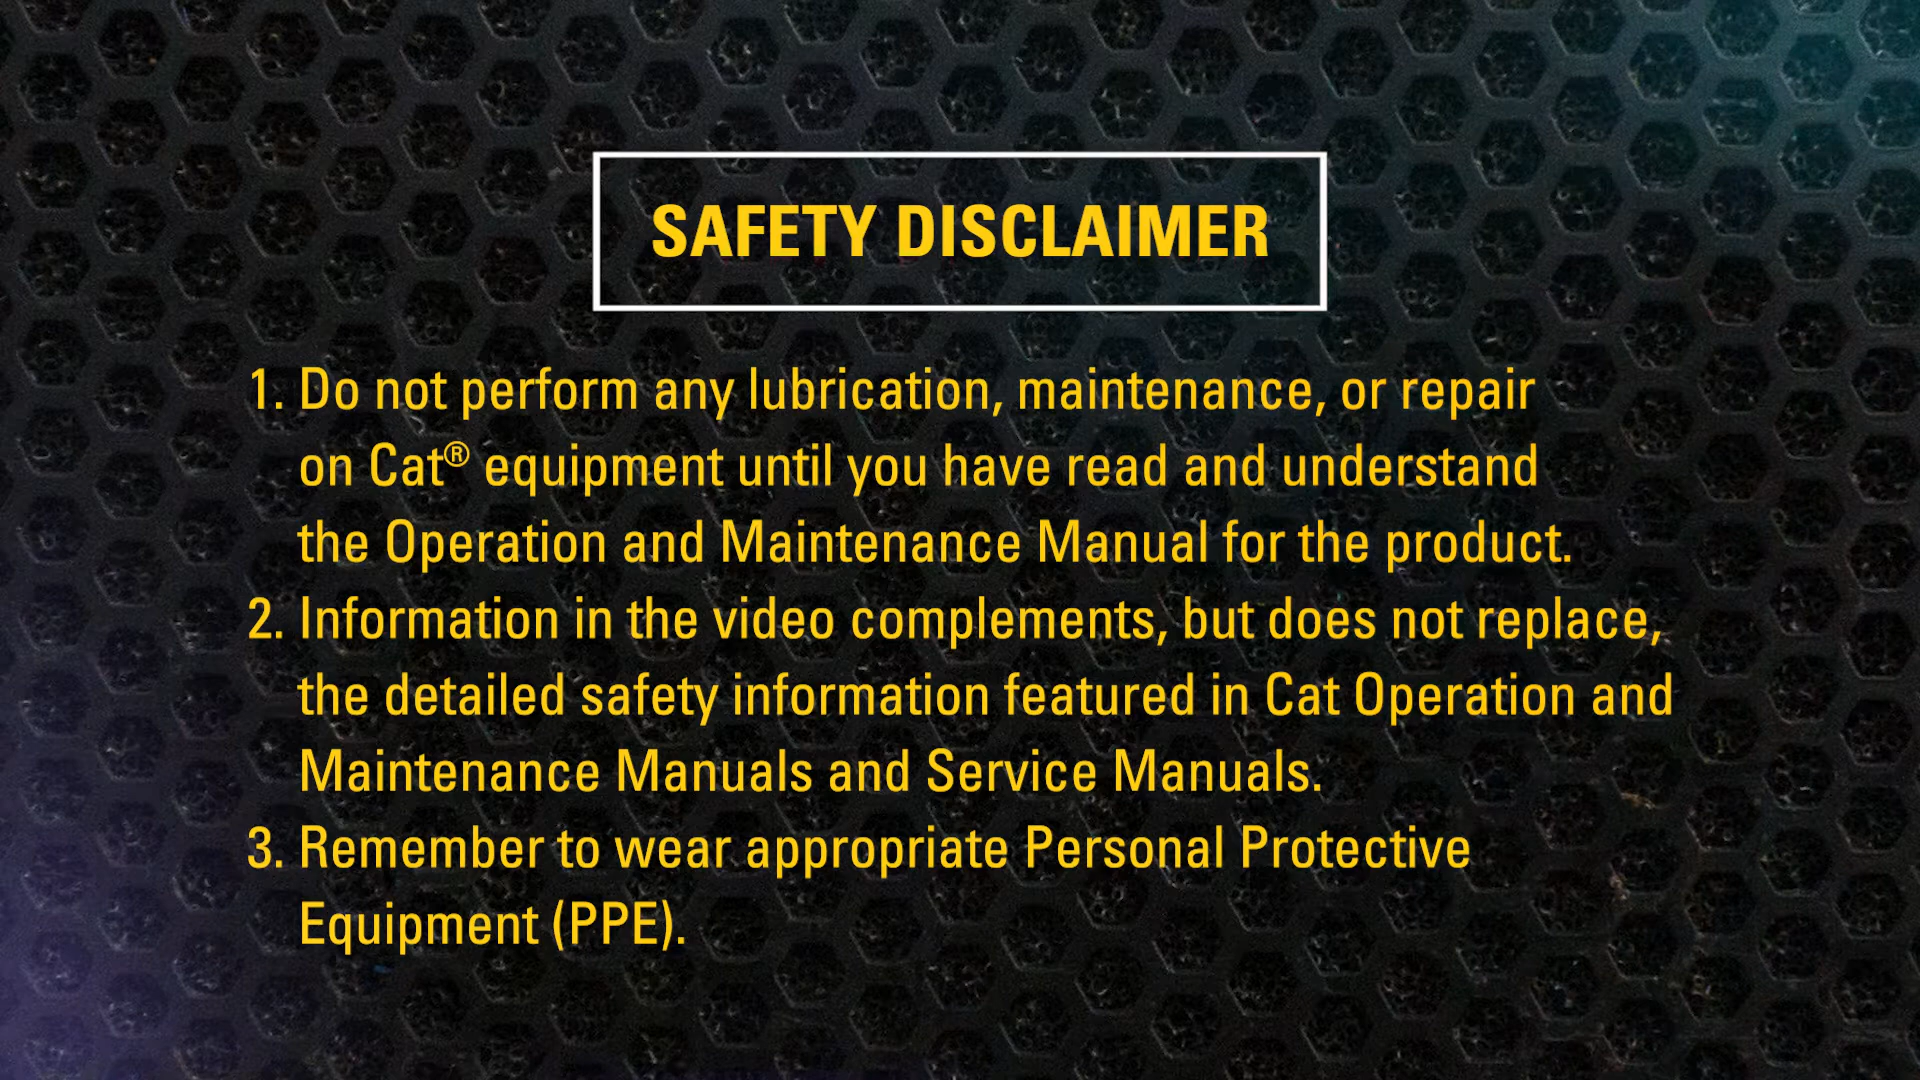 SAFETY DISCLAIMER
1. Do not perform any lubrication, maintenance, or repair
on Cat® equipment until you have read and understand
the Operation and Maintenance Manual for the product.
2. Information in the video complements, but does not replace,
the detailed safety information featured in Cat Operation and
Maintenance Manuals and Service Manuals.
3. Remember to wear appropriate Personal Protective
Equipment (PPE).